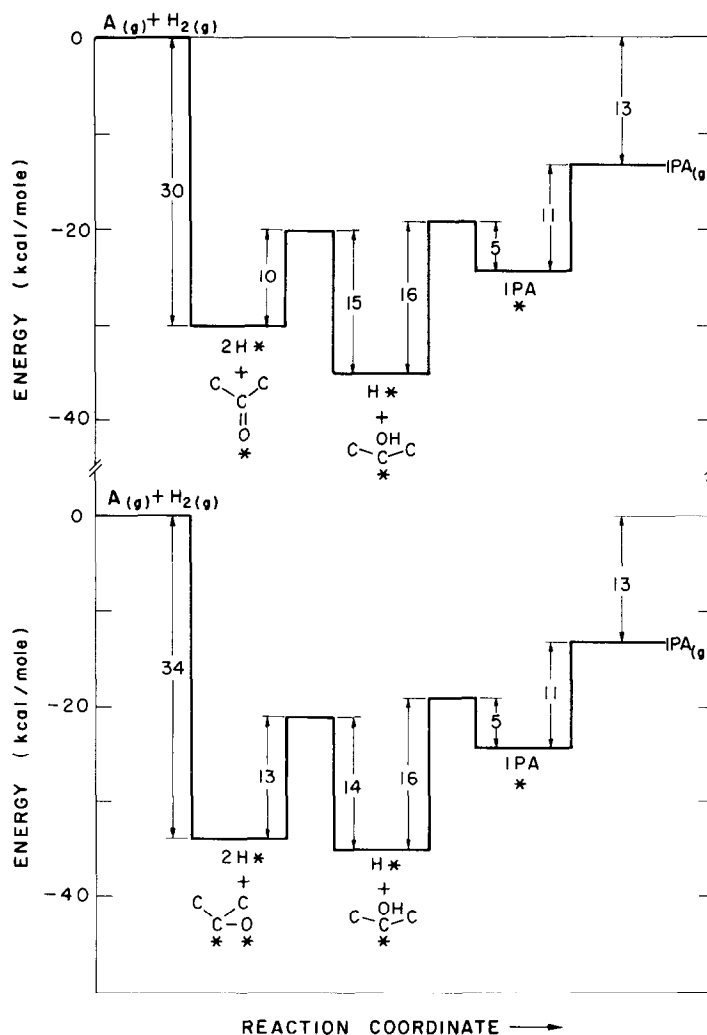 A (g) + H2 (g)
0
13
30
11
IPA (g
-20
10
15
16
5
IPA
*
2H *
+
C C
C
O
*
H *
+
OH
C C C
*
-40
ENERGY (kcal/mole)
A (g) + H2 (g)
0
13
34
11
IPA (g
-20
13
14
16
5
IPA
*
2H *
+
C C
C-O
* *
H *
+
OH
C C C
*
-40
ENERGY (kcal/mole)
REACTION COORDINATE →